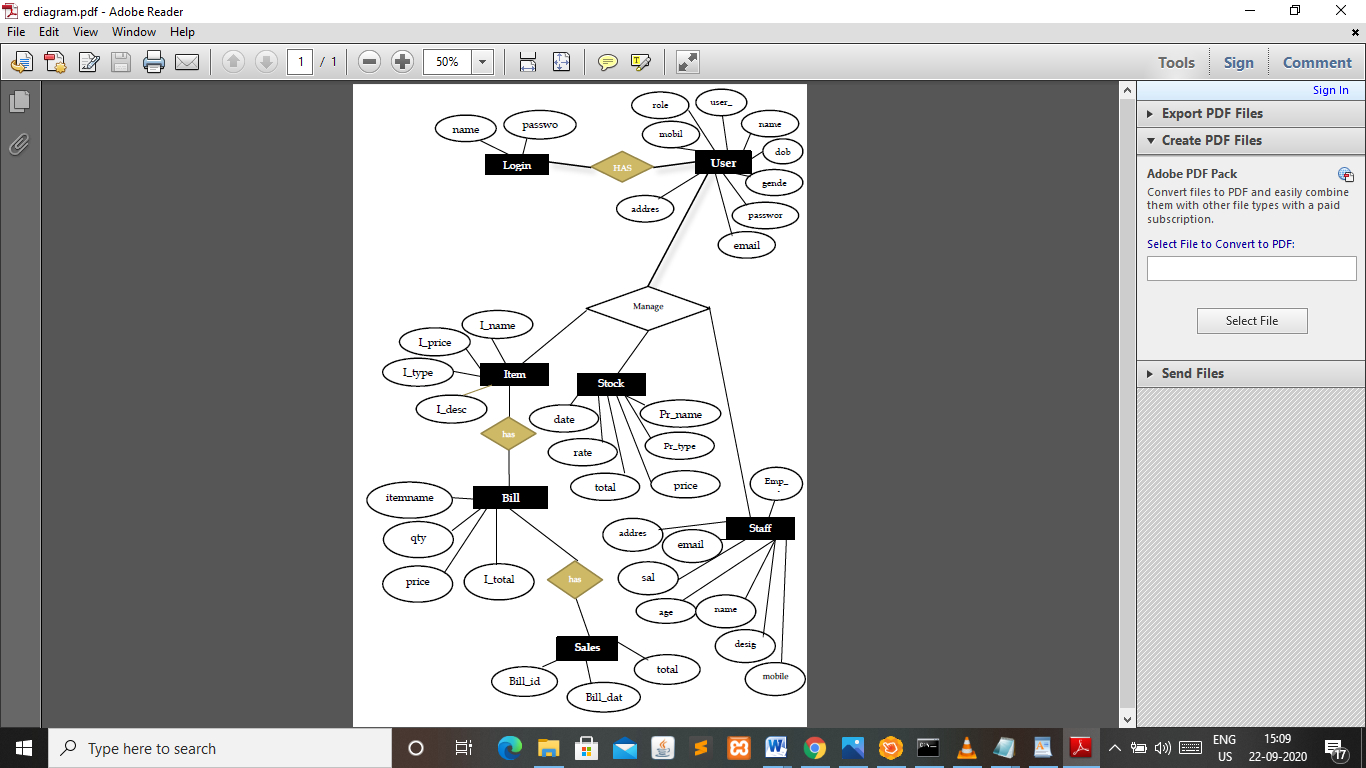 erdiagram.pdf - Adobe Reader
File Edit View Window Help
1 / 1
50%
Tools Sign Comment
Sign In
Export PDF Files
Create PDF Files
Adobe PDF Pack
Convert files to PDF and easily combine
them with other file types with a paid
subscription.
Select File to Convert to PDF:
Select File
Send Files
role
user_
name
passwo
mobil
name
dob
Login
HAS
User
gende
addres
passwor
email
Manage
I_name
I_price
I_type
Item
Stock
I_desc
date
Pr_name
has
rate
Pr_type
total
price
Emp_
itemname
Bill
qty
addres
email
Staff
price
I_total
has
sal
age
name
desig
Sales
total
mobile
Bill_id
Bill_dat
Type here to search
W
ENG
US
15:09
22-09-2020
17